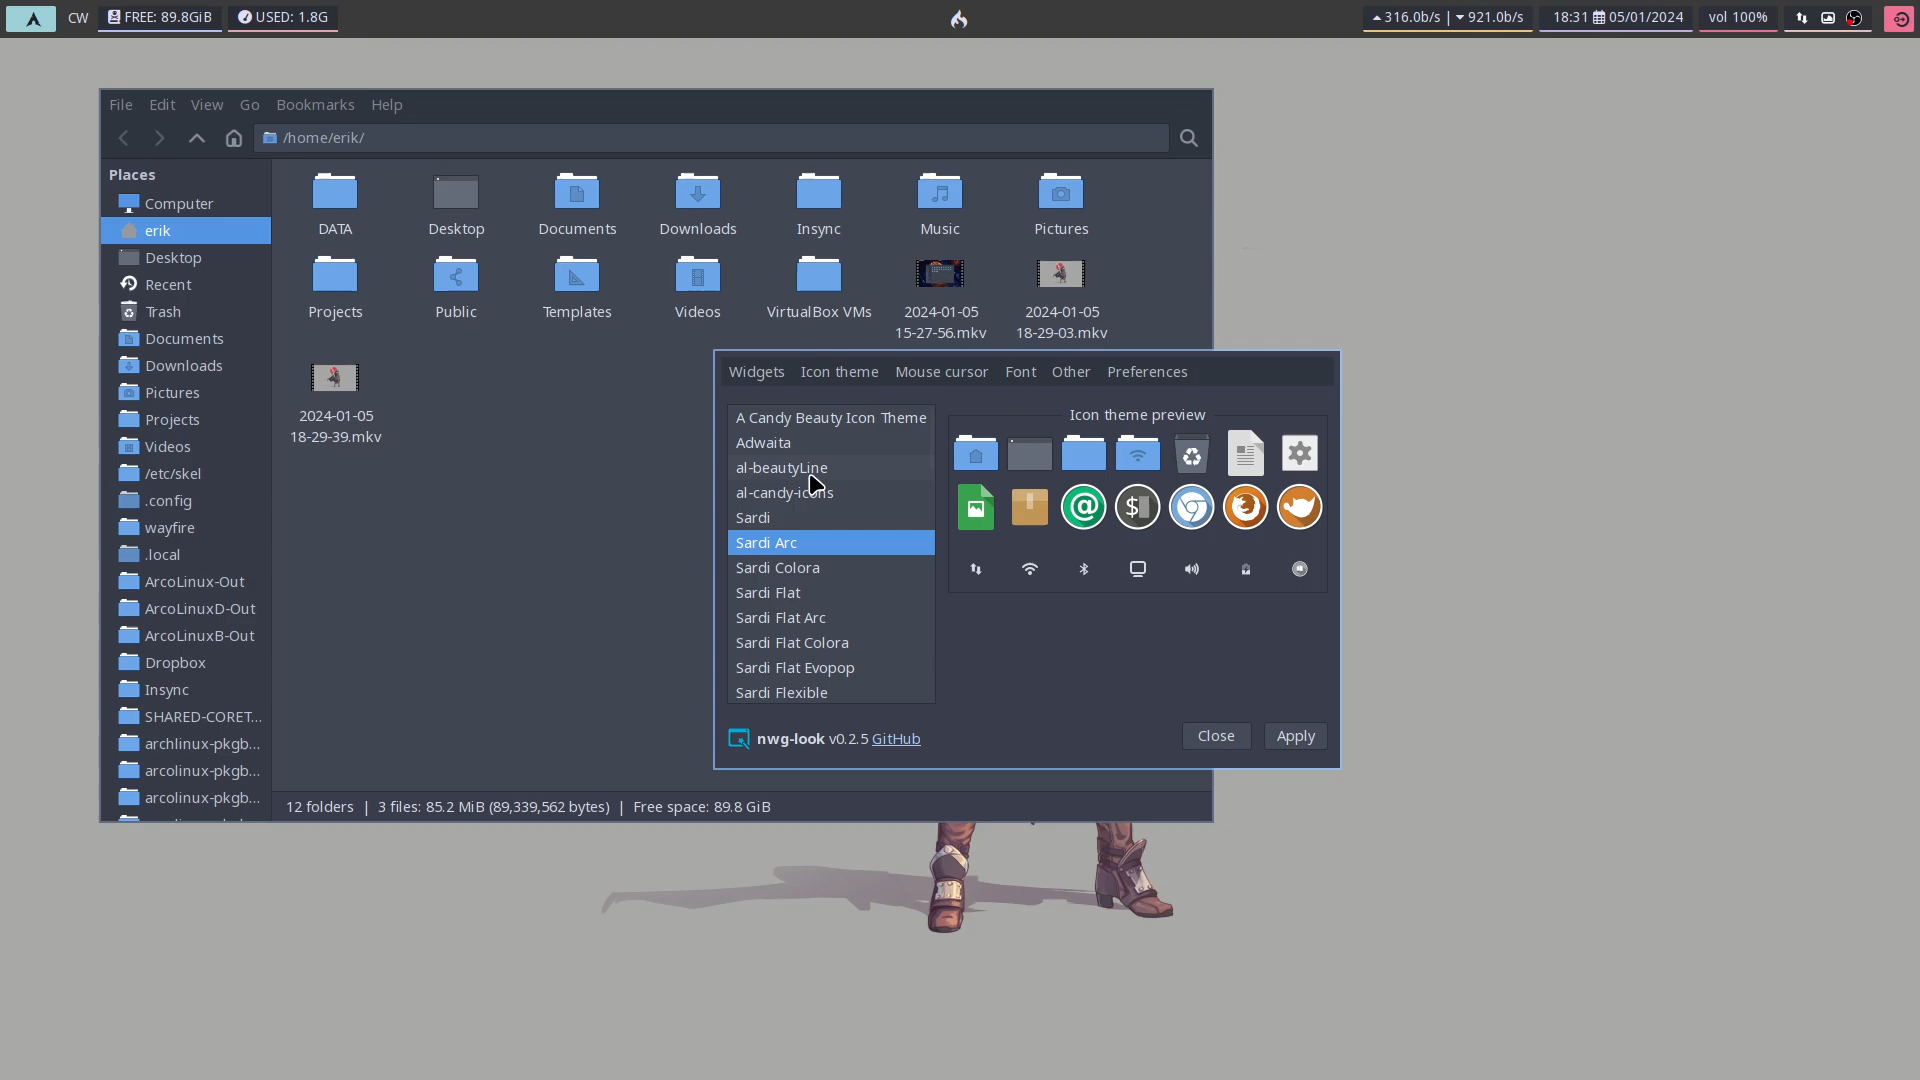 CW FREE: 89.8GiB USED: 1.8G 316.0b/s | 921.0b/s 18:31 05/01/2024 vol 100%
File Edit View Go Bookmarks Help
/home/erik/
Places
Computer
erik
Desktop
Recent
Trash
Documents
Downloads
Pictures
Projects
Videos
/etc/skel
.config
wayfire
.local
ArcoLinux-Out
ArcoLinuxD-Out
ArcoLinuxB-Out
Dropbox
Insync
SHARED-CORET...
archlinux-pkgb...
arcolinux-pkgb...
arcolinux-pkgb...
DATA Desktop Documents Downloads Insync Music Pictures
Projects Public Templates Videos VirtualBox VMs 2024-01-05 2024-01-05
15-27-56.mkv 18-29-03.mkv
2024-01-05
18-29-39.mkv
12 folders | 3 files: 85.2 MiB (89,339,562 bytes) | Free space: 89.8 GiB
Widgets Icon theme Mouse cursor Font Other Preferences
A Candy Beauty Icon Theme
Adwaita
al-beautyLine
al-candy-icons
Sardi
Sardi Arc
Sardi Colora
Sardi Flat
Sardi Flat Arc
Sardi Flat Colora
Sardi Flat Evopop
Sardi Flexible
Icon theme preview
@ $
nwg-look v0.2.5 GitHub
Close Apply